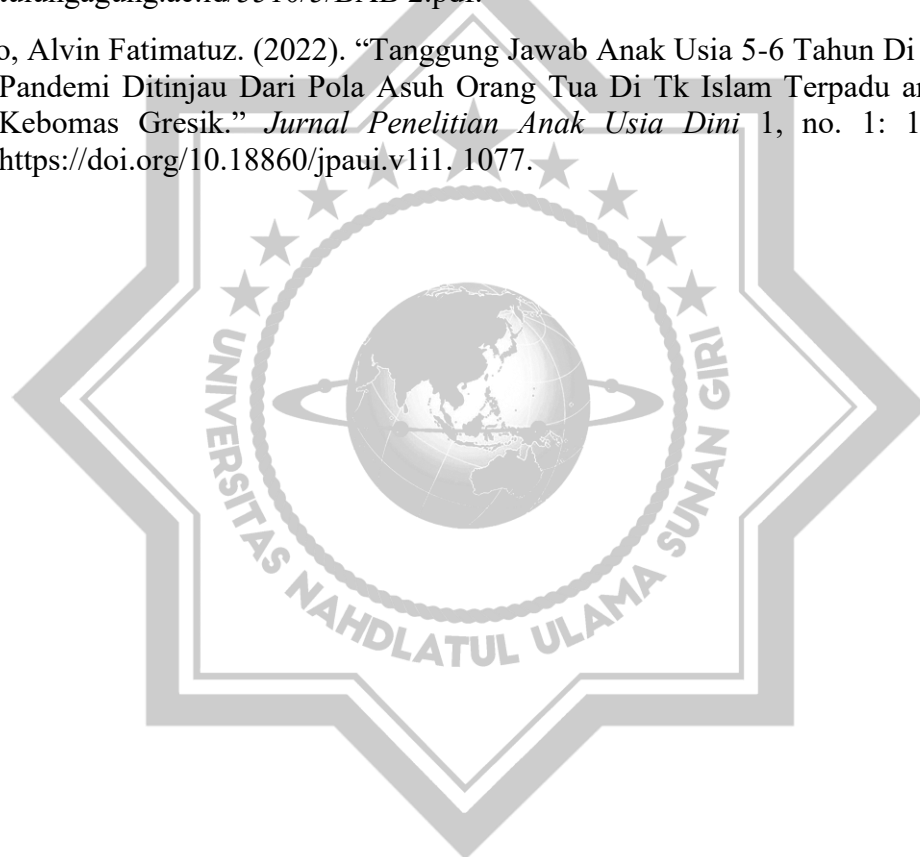 tulungagung.ac.id/5510/5/BAB 2.pdf.
o, Alvin Fatimatuz. (2022). “Tanggung Jawab Anak Usia 5-6 Tahun Di
Pandemi Ditinjau Dari Pola Asuh Orang Tua Di Tk Islam Terpadu
Kebomas Gresik.” Jurnal Penelitian Anak Usia Dini 1, no. 1: 1
https://doi.org/10.18860/jpaui.v1i1. 1077.
UNIVERSITAS NAHDLATUL ULAMA SUNAN GIRI